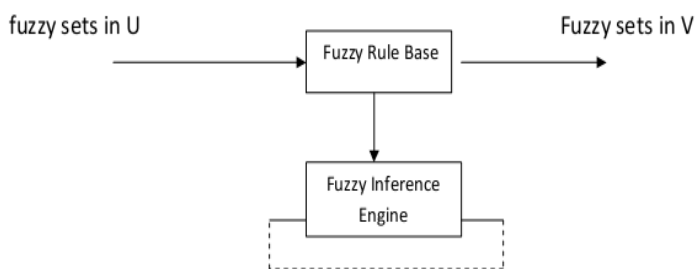 fuzzy sets in U
Fuzzy sets in V
Fuzzy Rule Base
Fuzzy Inference
Engine